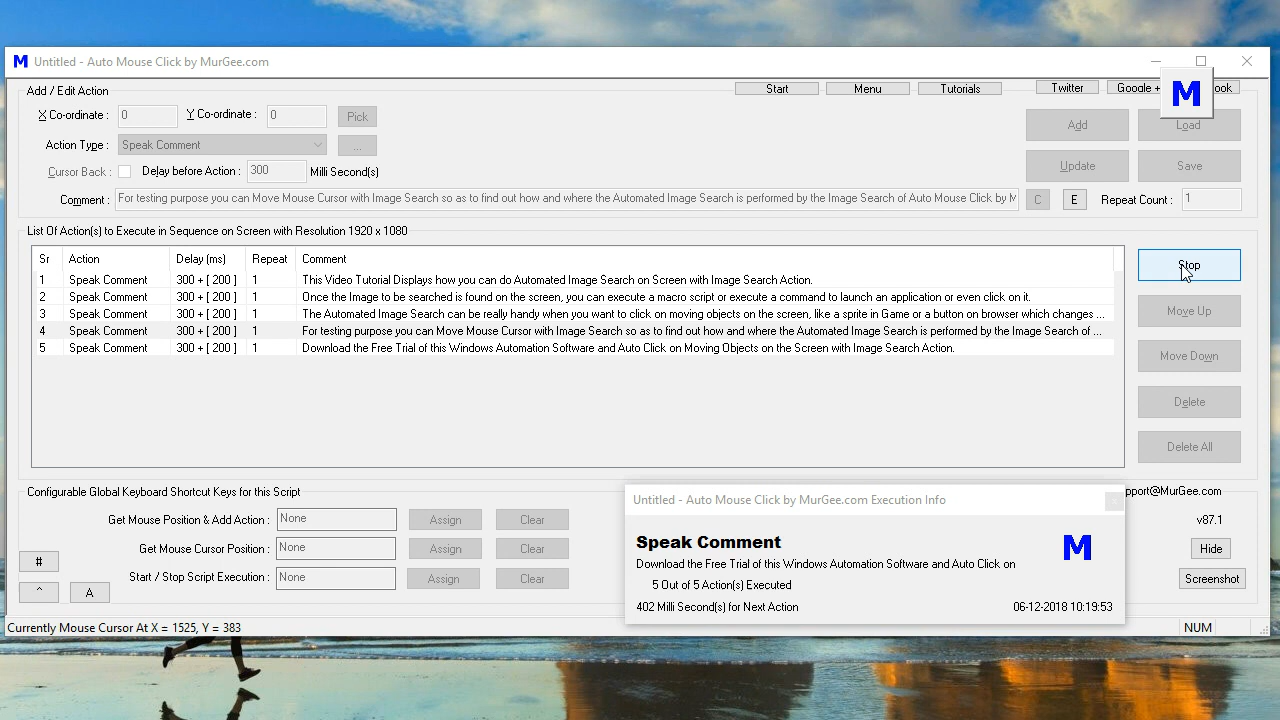 M Untitled - Auto Mouse Click by MurGee.com
Add / Edit Action
Start
Menu
Tutorials
Twitter
Google +
ook
M
X Co-ordinate :
0
Y Co-ordinate :
0
Pick
Add
Load
Action Type :
Speak Comment
...
Cursor Back :
Delay before Action :
300
Milli Second(s)
Update
Save
Comment :
For testing purpose you can Move Mouse Cursor with Image Search so as to find out how and where the Automated Image Search is performed by the Image Search of Auto Mouse Click by M
C
E
Repeat Count :
1
List Of Action(s) to Execute in Sequence on Screen with Resolution 1920 x 1080
Sr Action Delay (ms) Repeat Comment
1 Speak Comment 300 + [ 200 ] 1 This Video Tutorial Displays how you can do Automated Image Search on Screen with Image Search Action.
2 Speak Comment 300 + [ 200 ] 1 Once the Image to be searched is found on the screen, you can execute a macro script or execute a command to launch an application or even click on it.
3 Speak Comment 300 + [ 200 ] 1 The Automated Image Search can be really handy when you want to click on moving objects on the screen, like a sprite in Game or a button on browser which changes ...
4 Speak Comment 300 + [ 200 ] 1 For testing purpose you can Move Mouse Cursor with Image Search so as to find out how and where the Automated Image Search is performed by the Image Search of ...
5 Speak Comment 300 + [ 200 ] 1 Download the Free Trial of this Windows Automation Software and Auto Click on Moving Objects on the Screen with Image Search Action.
Stop
Move Up
Move Down
Delete
Delete All
Configurable Global Keyboard Shortcut Keys for this Script
Get Mouse Position & Add Action :
None
Assign
Clear
Get Mouse Cursor Position :
None
Assign
Clear
Start / Stop Script Execution :
None
Assign
Clear
#
^
A
Untitled - Auto Mouse Click by MurGee.com Execution Info
x
Speak Comment
M
Download the Free Trial of this Windows Automation Software and Auto Click on
5 Out of 5 Action(s) Executed
402 Milli Second(s) for Next Action
06-12-2018 10:19:53
pport@MurGee.com
v87.1
Hide
Screenshot
Currently Mouse Cursor At X = 1525, Y = 383
NUM